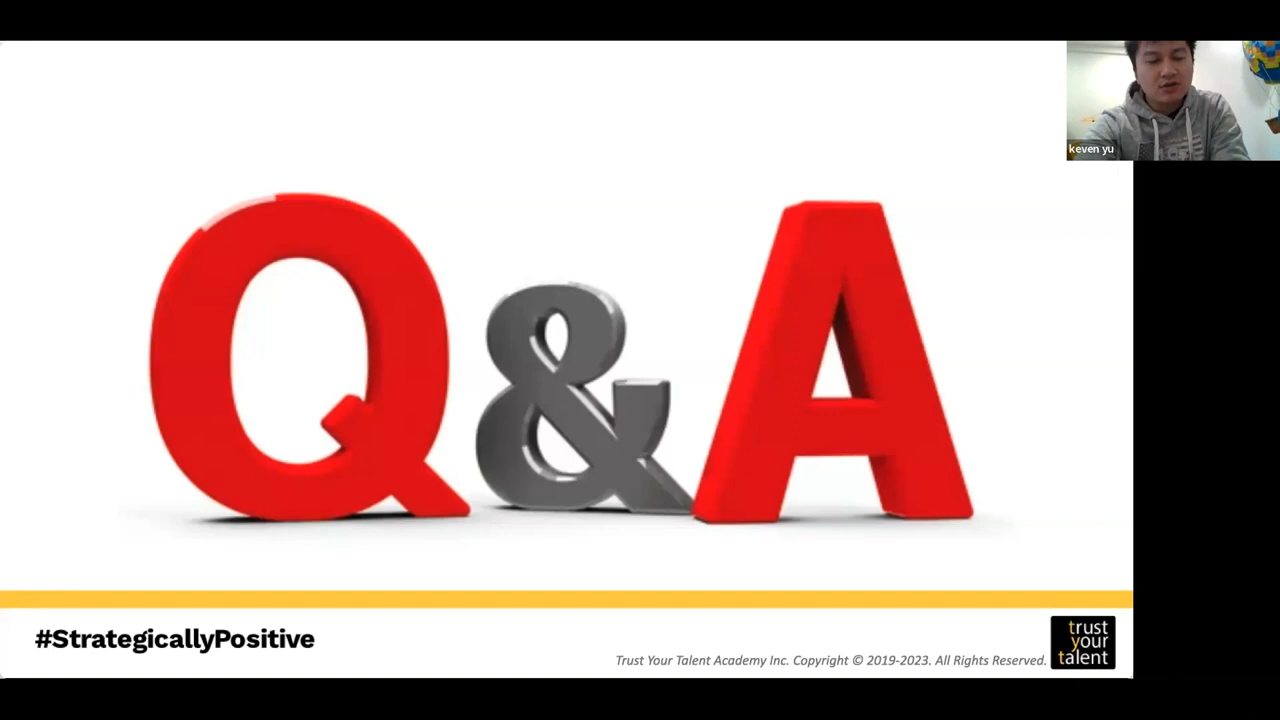 keven yu
Q&A
#StrategicallyPositive
Trust Your Talent Academy Inc. Copyright © 2019-2023. All Rights Reserved.
trust
your
talent